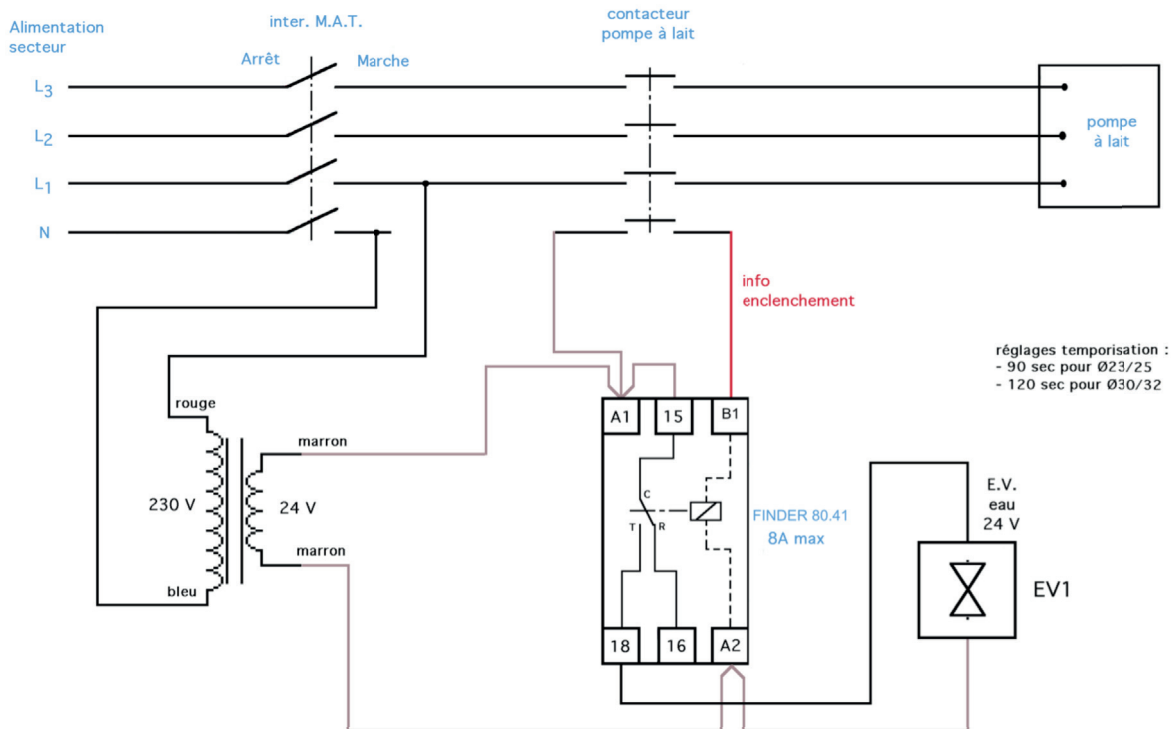 Alimentation
secteur
inter. M.A.T.
contacteur
pompe à lait
Arrêt
Marche
L3
L2
L1
N
pompe
à lait
info
enclenchement
réglages temporisation :
- 90 sec pour Ø23/25
- 120 sec pour Ø30/32
rouge
marron
230 V
24 V
marron
bleu
A1
15
B1
C
T
R
FINDER 80.41
8A max
18
16
A2
E.V.
eau
24 V
EV1